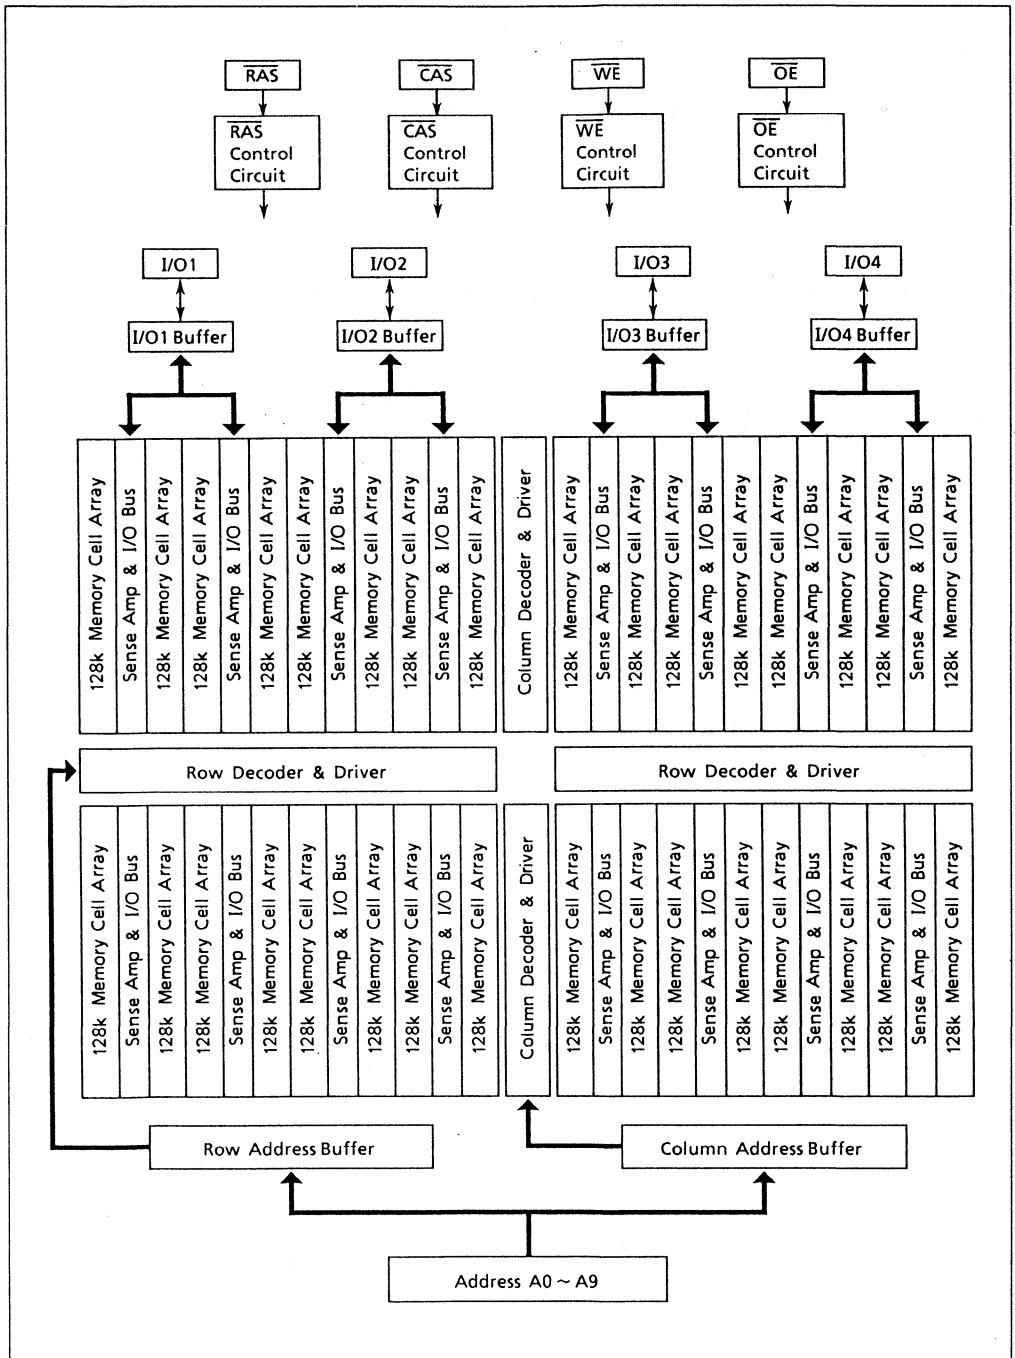 RAS
CAS
WE
OE
RAS
Control
Circuit
CAS
Control
Circuit
WE
Control
Circuit
OE
Control
Circuit
I/O1
I/O2
I/O3
I/O4
I/O1 Buffer
I/O2 Buffer
I/O3 Buffer
I/O4 Buffer
128k Memory Cell Array
Sense Amp & I/O Bus
128k Memory Cell Array
128k Memory Cell Array
Sense Amp & I/O Bus
128k Memory Cell Array
128k Memory Cell Array
Sense Amp & I/O Bus
128k Memory Cell Array
128k Memory Cell Array
Sense Amp & I/O Bus
128k Memory Cell Array
Column Decoder & Driver
128k Memory Cell Array
Sense Amp & I/O Bus
128k Memory Cell Array
128k Memory Cell Array
Sense Amp & I/O Bus
128k Memory Cell Array
128k Memory Cell Array
Sense Amp & I/O Bus
128k Memory Cell Array
128k Memory Cell Array
Sense Amp & I/O Bus
128k Memory Cell Array
Row Decoder & Driver
Row Decoder & Driver
128k Memory Cell Array
Sense Amp & I/O Bus
128k Memory Cell Array
128k Memory Cell Array
Sense Amp & I/O Bus
128k Memory Cell Array
128k Memory Cell Array
Sense Amp & I/O Bus
128k Memory Cell Array
128k Memory Cell Array
Sense Amp & I/O Bus
128k Memory Cell Array
Column Decoder & Driver
128k Memory Cell Array
Sense Amp & I/O Bus
128k Memory Cell Array
128k Memory Cell Array
Sense Amp & I/O Bus
128k Memory Cell Array
128k Memory Cell Array
Sense Amp & I/O Bus
128k Memory Cell Array
128k Memory Cell Array
Sense Amp & I/O Bus
128k Memory Cell Array
Row Address Buffer
Column Address Buffer
Address A0 ~ A9